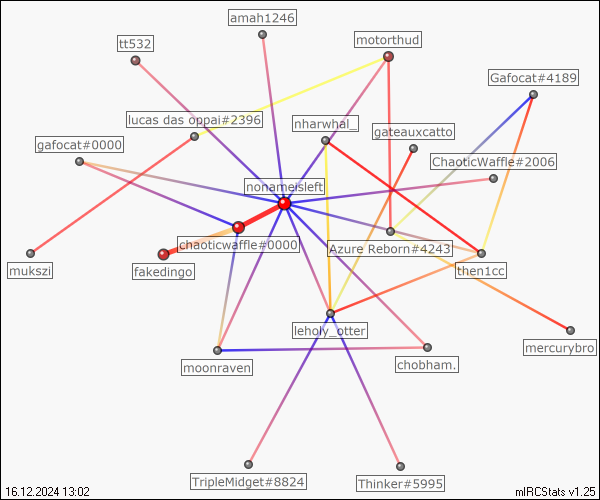 amah1246
tt532
motorthud
Gafocat#4189
lucas das oppai#2396
nharwhal_
gateauxcatto
gafocat#0000
ChaoticWaffle#2006
nonameisleft
chaoticwaffle#0000
Azure Reborn#4243
mukszi
fakedingo
then1cc
leholy_otter
mercurybro
moonraven
chobham.
TripleMidget#8824
Thinker#5995
16.12.2024 13:02
mIRCStats v1.25